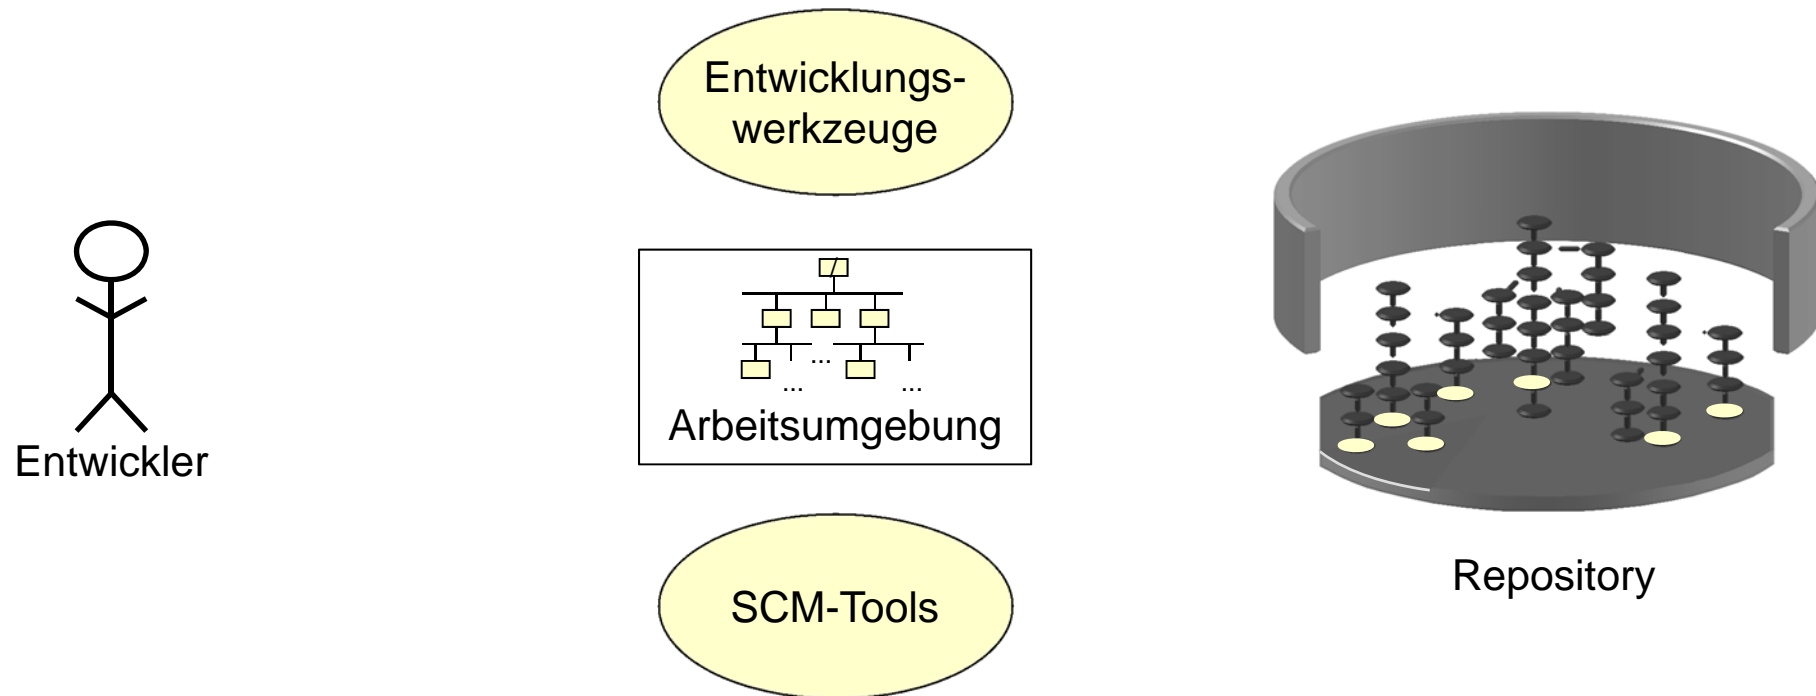 Entwicklungs-
werkzeuge
/
...
...
...
Arbeitsumgebung
Entwickler
SCM-Tools
Repository